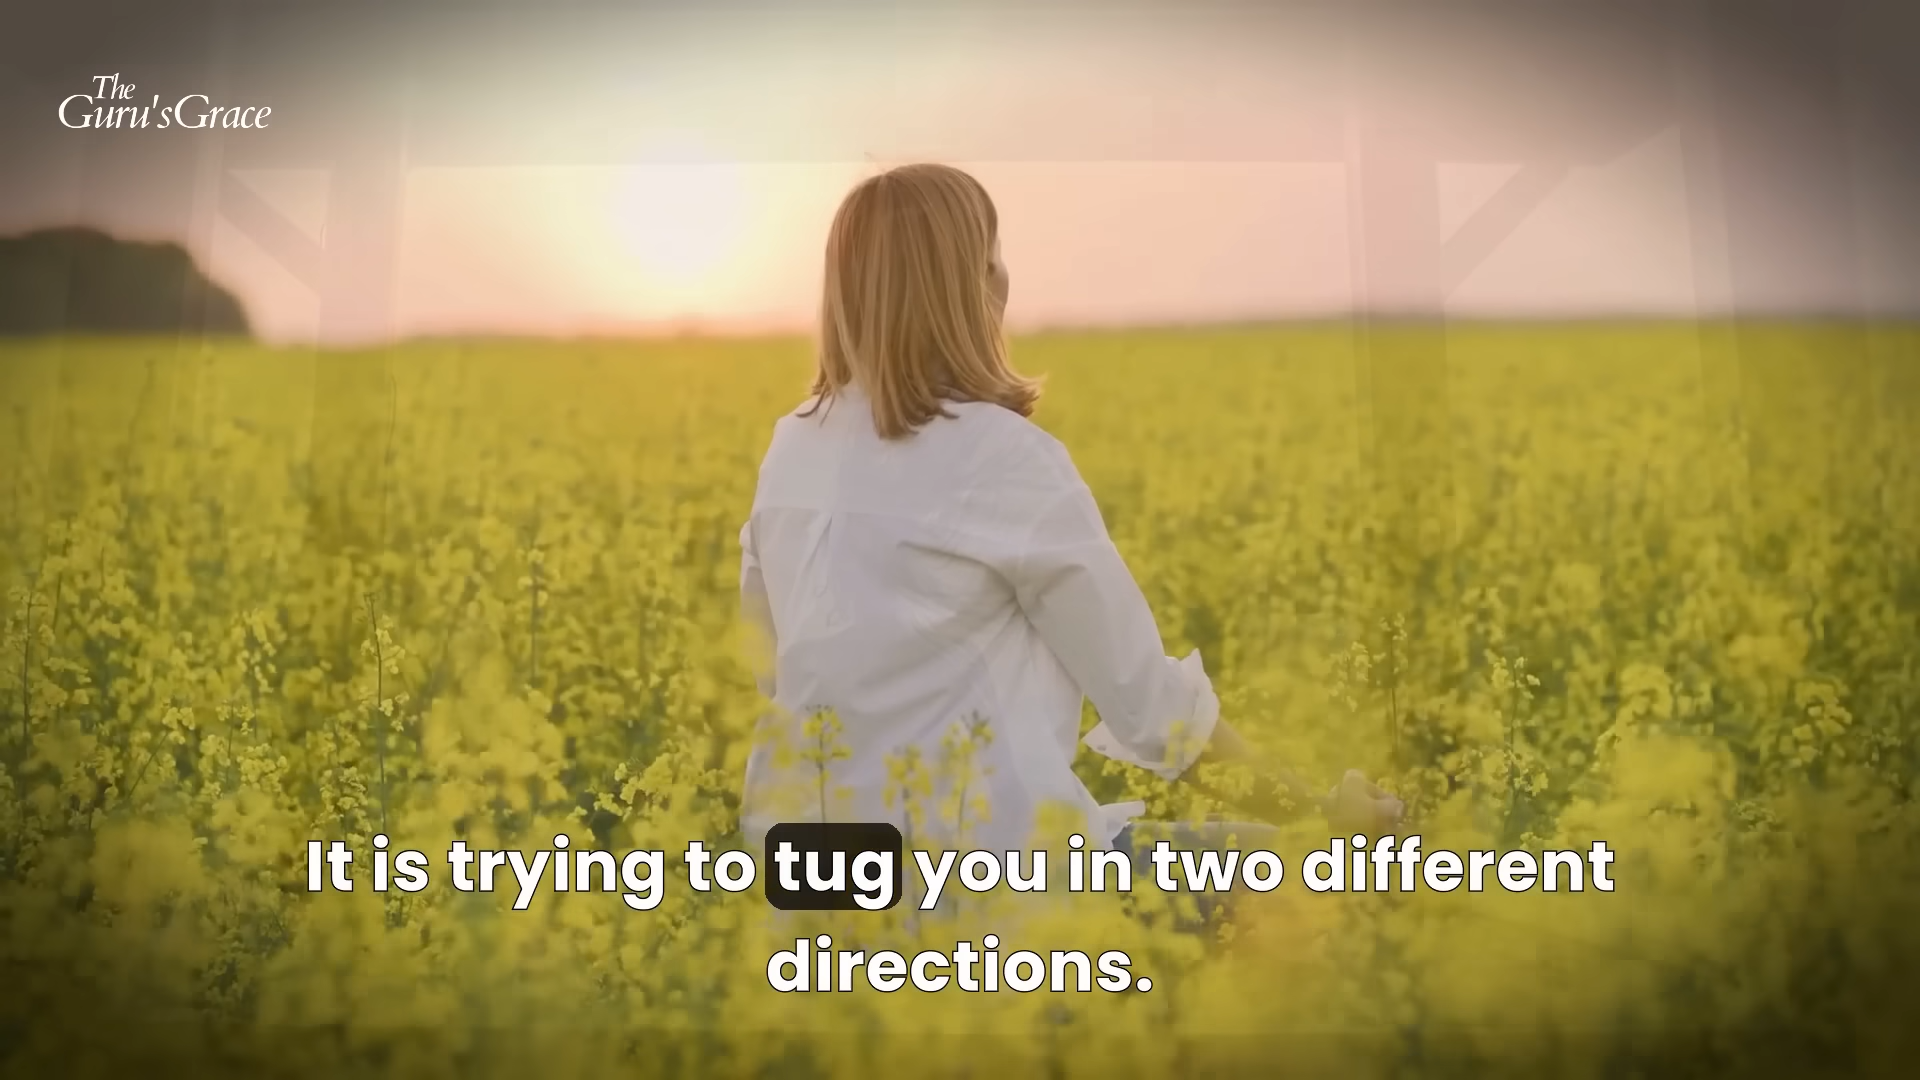 The
Guru'sGrace
It is trying to tug you in two different
directions.